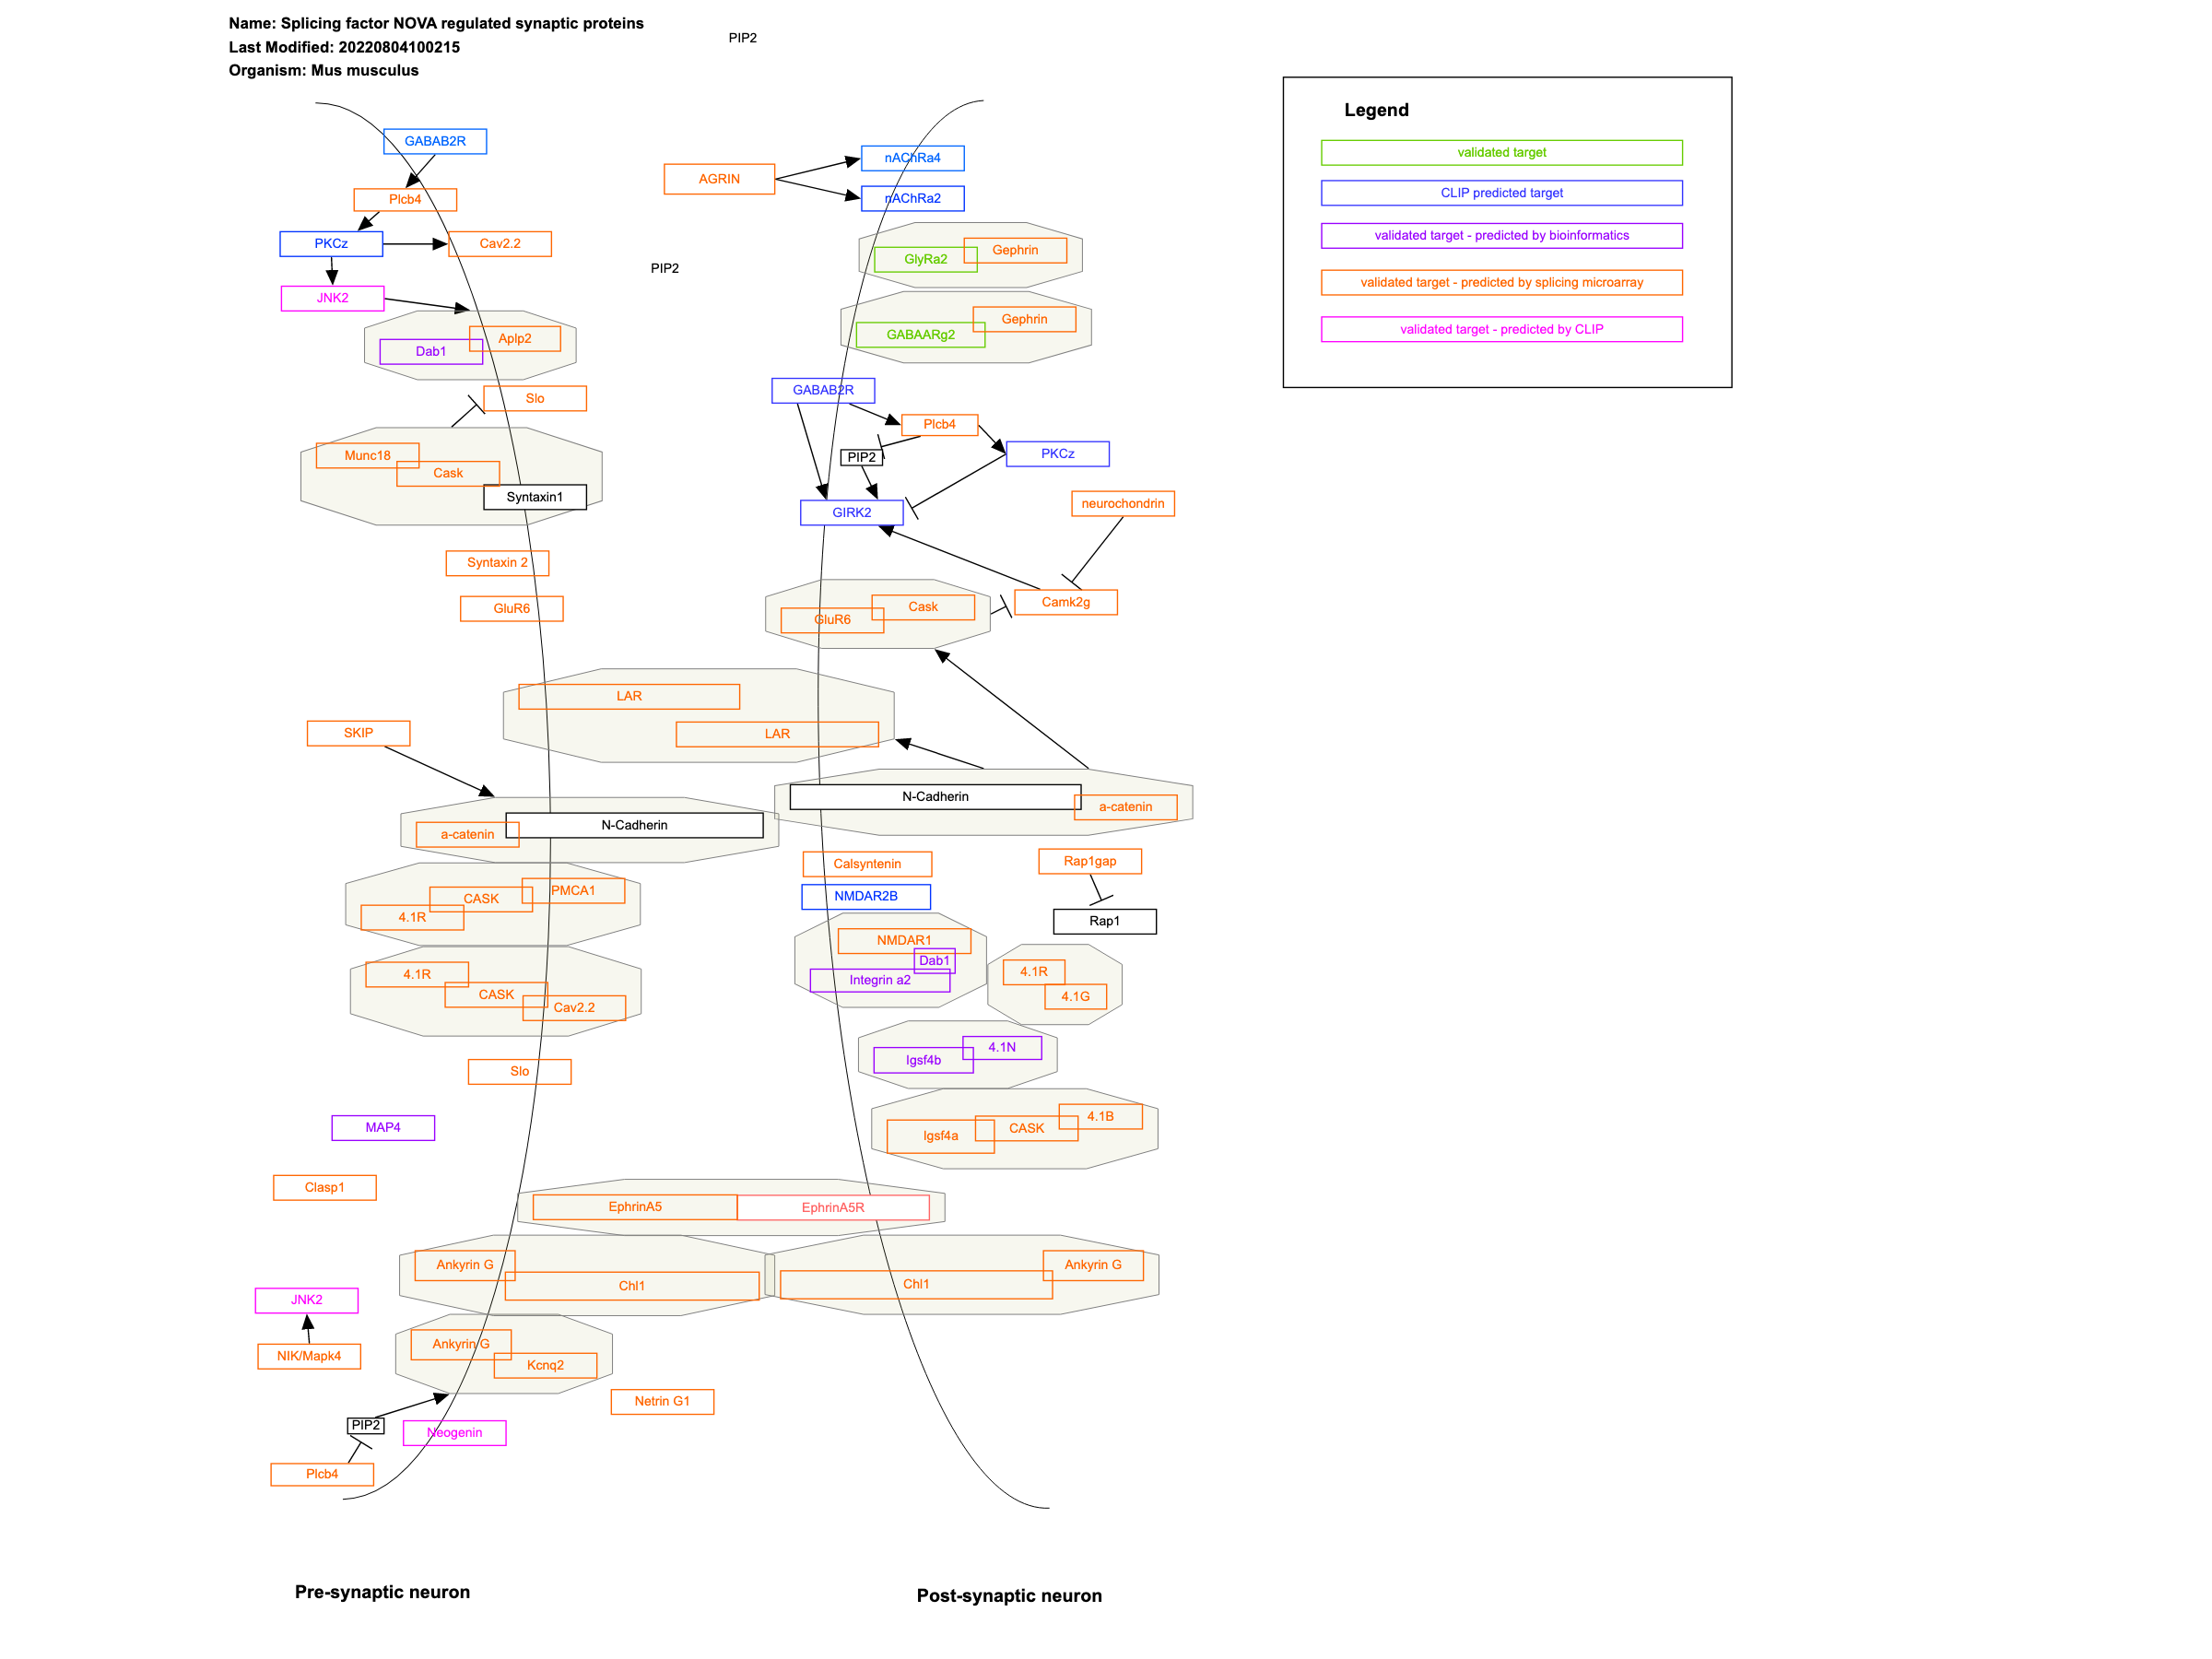 Name: Splicing factor NOVA regulated synaptic proteins
Last Modified: 20220804100215
Organism: Mus musculus
PIP2
Legend
validated target
CLIP predicted target
validated target - predicted by bioinformatics
validated target - predicted by splicing microarray
validated target - predicted by CLIP
GABAB2R
Plcb4
PKCz
Cav2.2
JNK2
Aplp2
Dab1
Slo
Munc18
Cask
Syntaxin1
Syntaxin 2
GluR6
PIP2
AGRIN
nAChRa4
nAChRa2
Gephrin
GlyRa2
Gephrin
GABAARg2
GABAB2R
Plcb4
PIP2
PKCz
GIRK2
neurochondrin
Camk2g
Cask
GluR6
LAR
LAR
SKIP
N-Cadherin
a-catenin
N-Cadherin
a-catenin
PMCA1
CASK
4.1R
4.1R
CASK
Cav2.2
Slo
MAP4
Clasp1
Calsyntenin
NMDAR2B
Rap1gap
Rap1
NMDAR1
Dab1
Integrin a2
4.1R
4.1G
4.1N
Igsf4b
4.1B
CASK
Igsf4a
EphrinA5
EphrinA5R
Ankyrin G
Chl1
Ankyrin G
Chl1
JNK2
NIK/Mapk4
Ankyrin G
Kcnq2
Netrin G1
PIP2
Neogenin
Plcb4
Pre-synaptic neuron
Post-synaptic neuron